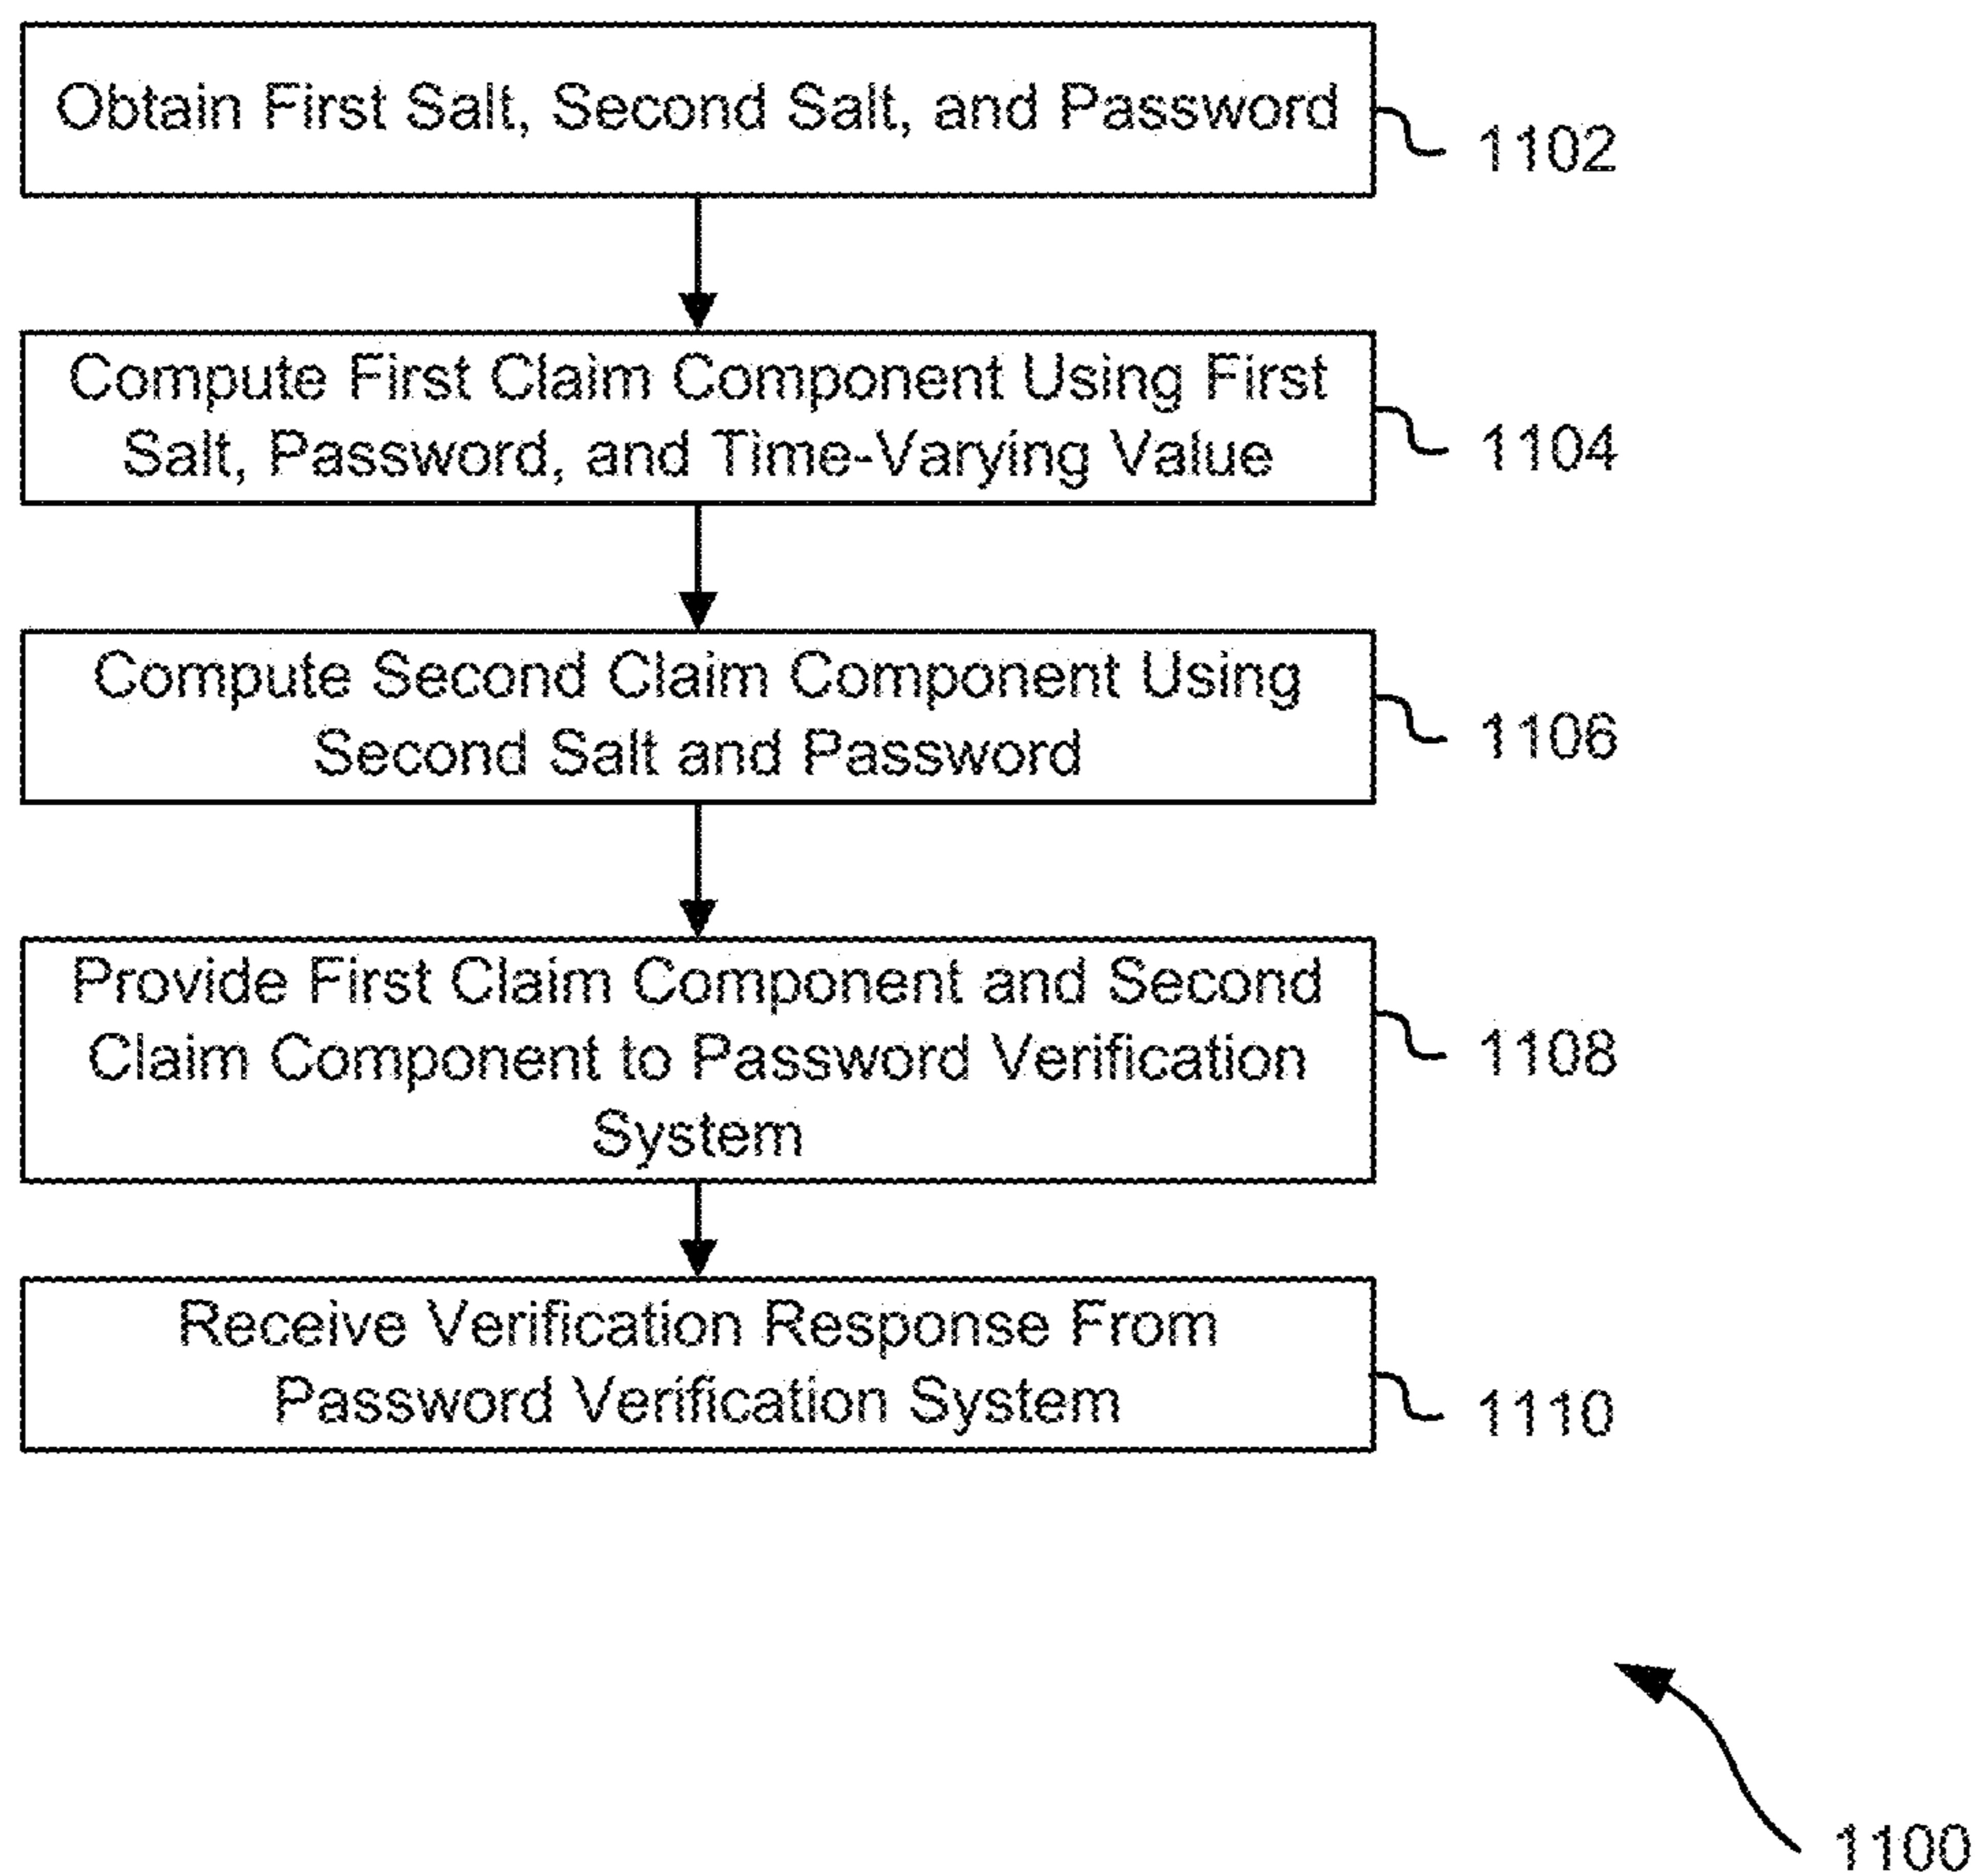 Obtain First Salt, Second Salt, and Password
1102
Compute First Claim Component Using First
Salt, Password, and Time-Varying Value
1104
Compute Second Claim Component Using
Second Salt and Password
1106
Provide First Claim Component and Second
Claim Component to Password Verification
System
1108
Receive Verification Response From
Password Verification System
1110
1100